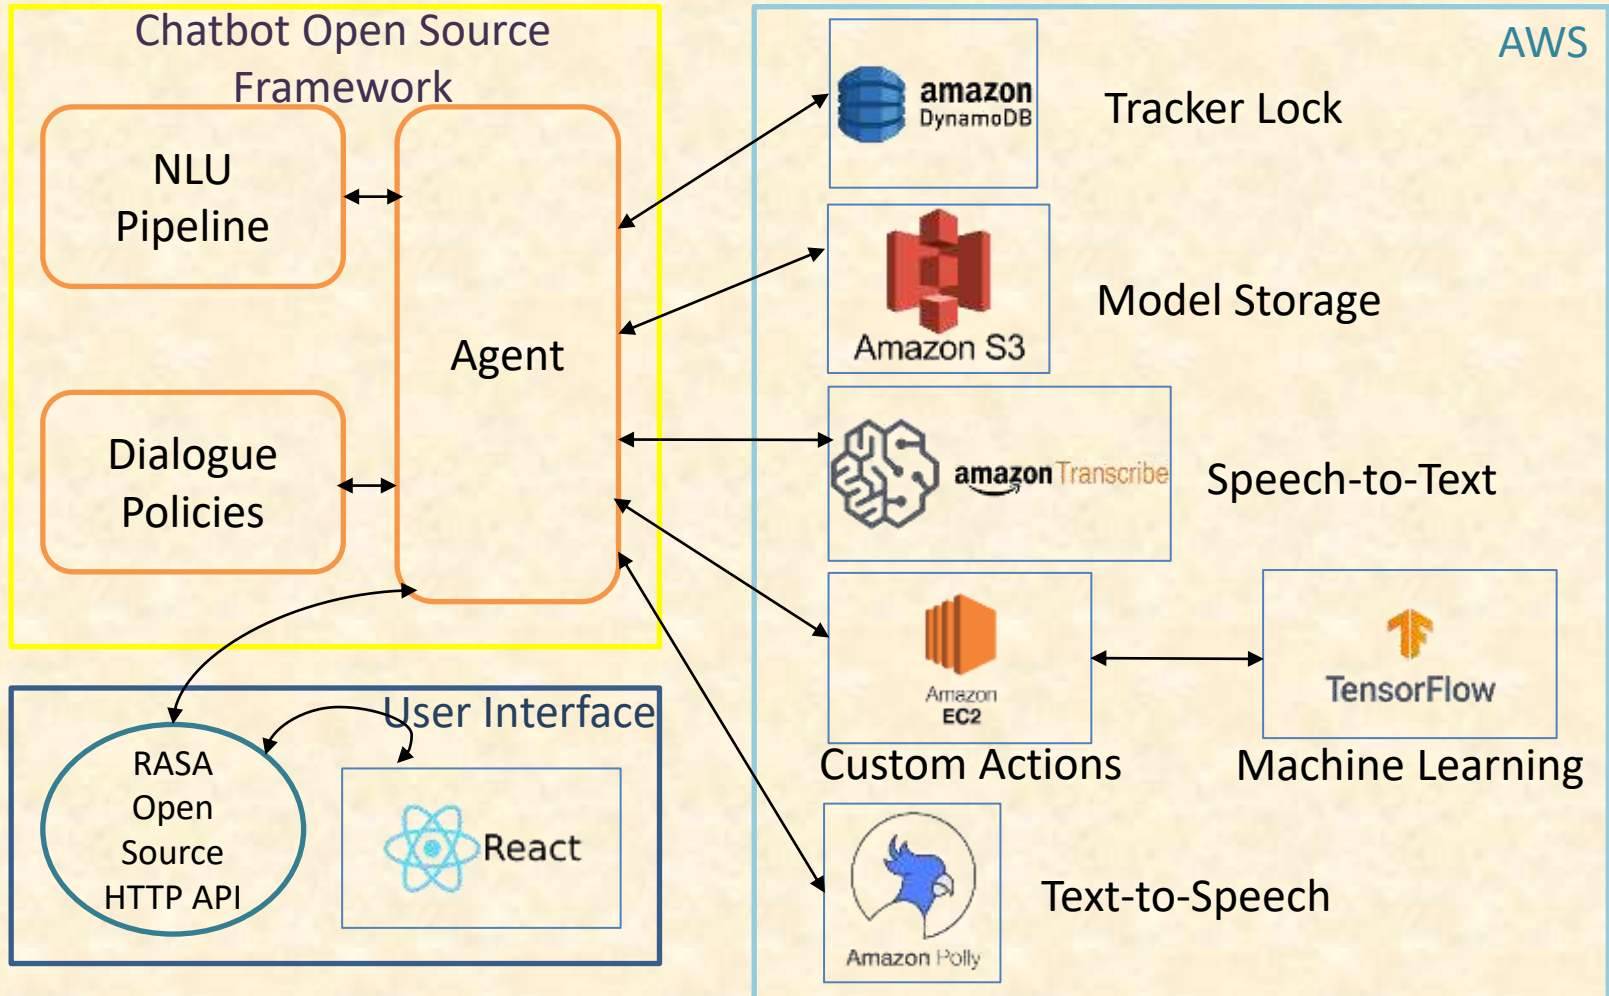 Chatbot Open Source
Framework
NLU
Pipeline
Agent
Dialogue
Policies
User Interface
RASA
Open
Source
HTTP API
React
AWS
amazon
DynamoDB
Tracker Lock
Amazon S3
Model Storage
amazon Transcribe
Speech-to-Text
Amazon
EC2
Custom Actions
TensorFlow
Machine Learning
Amazon Polly
Text-to-Speech